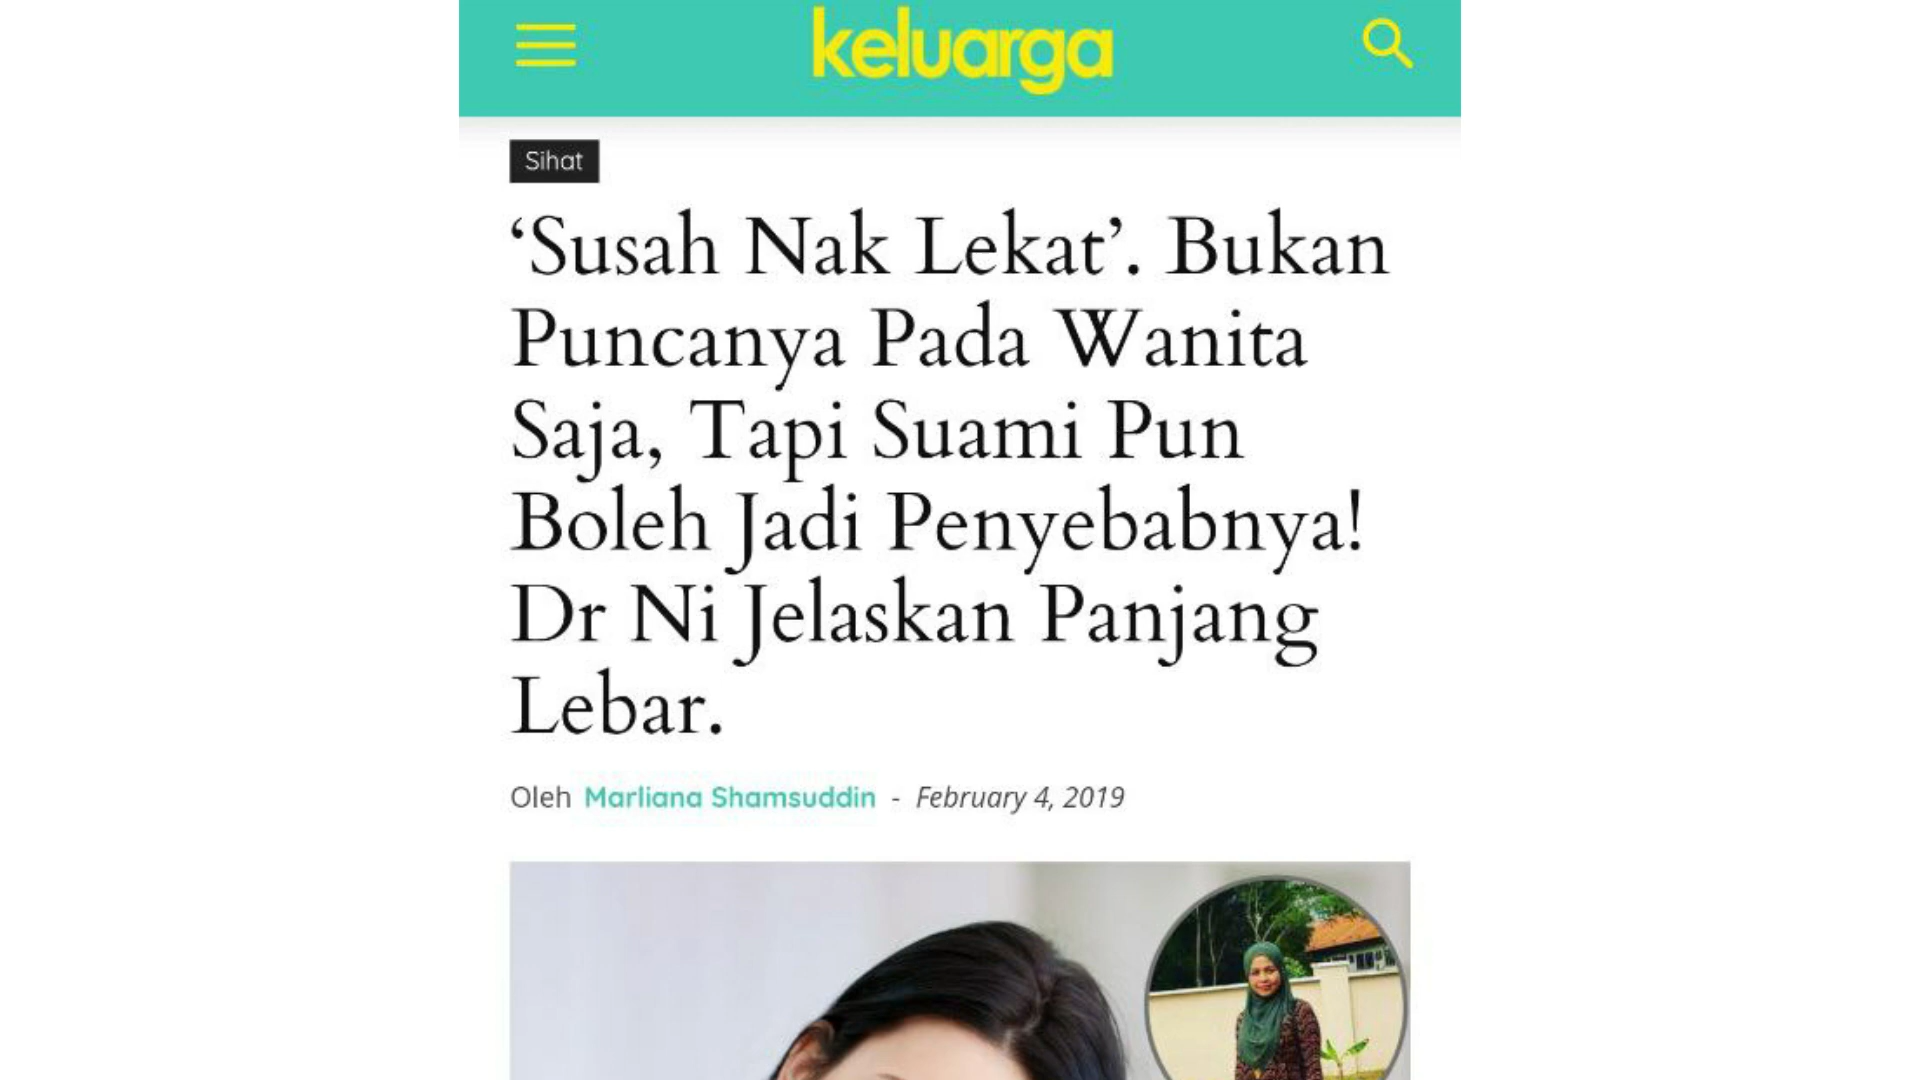 keluarga
Sihat
‘Susah Nak Lekat’. Bukan
Puncanya Pada Wanita
Saja, Tapi Suami Pun
Boleh Jadi Penyebabnya!
Dr Ni Jelaskan Panjang
Lebar.
Oleh Marliana Shamsuddin - February 4, 2019